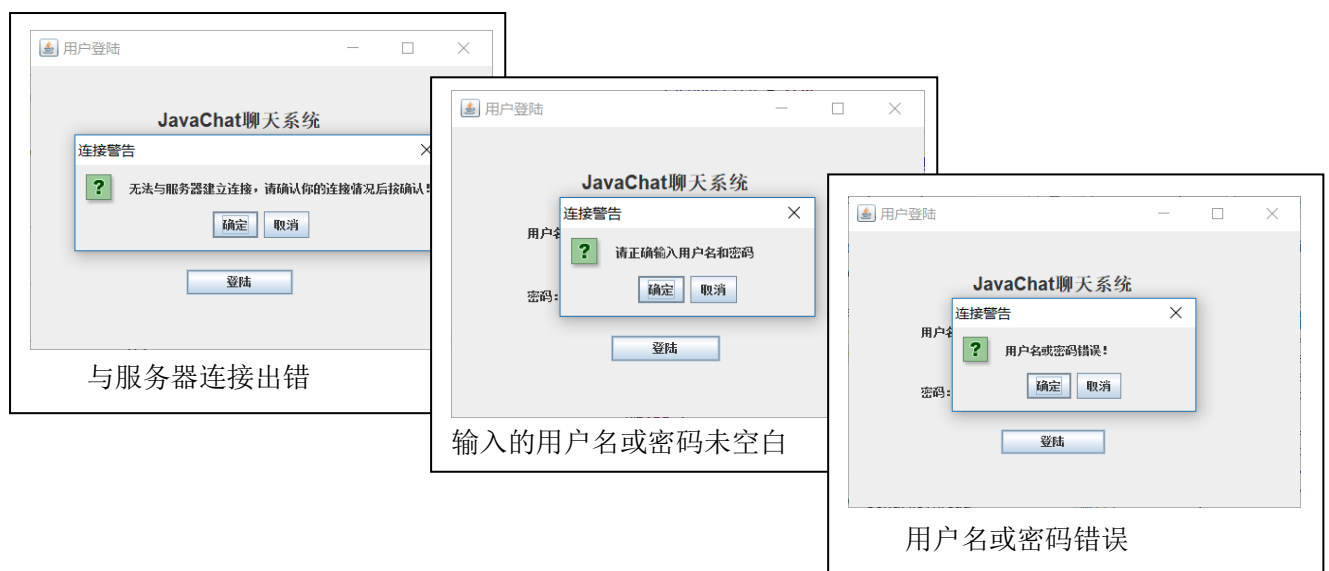 用户登陆
JavaChat聊天系统
连接警告
无法与服务器建立连接，请确认你的连接情况后按确认!
确定 取消
登陆
与服务器连接出错
用户登陆
JavaChat聊天系统
连接警告
用户名
请正确输入用户名和密码
确定 取消
密码:
登陆
输入的用户名或密码未空白
用户登陆
JavaChat聊天系统
连接警告
用户名
用户名或密码错误!
确定 取消
密码:
登陆
用户名或密码错误